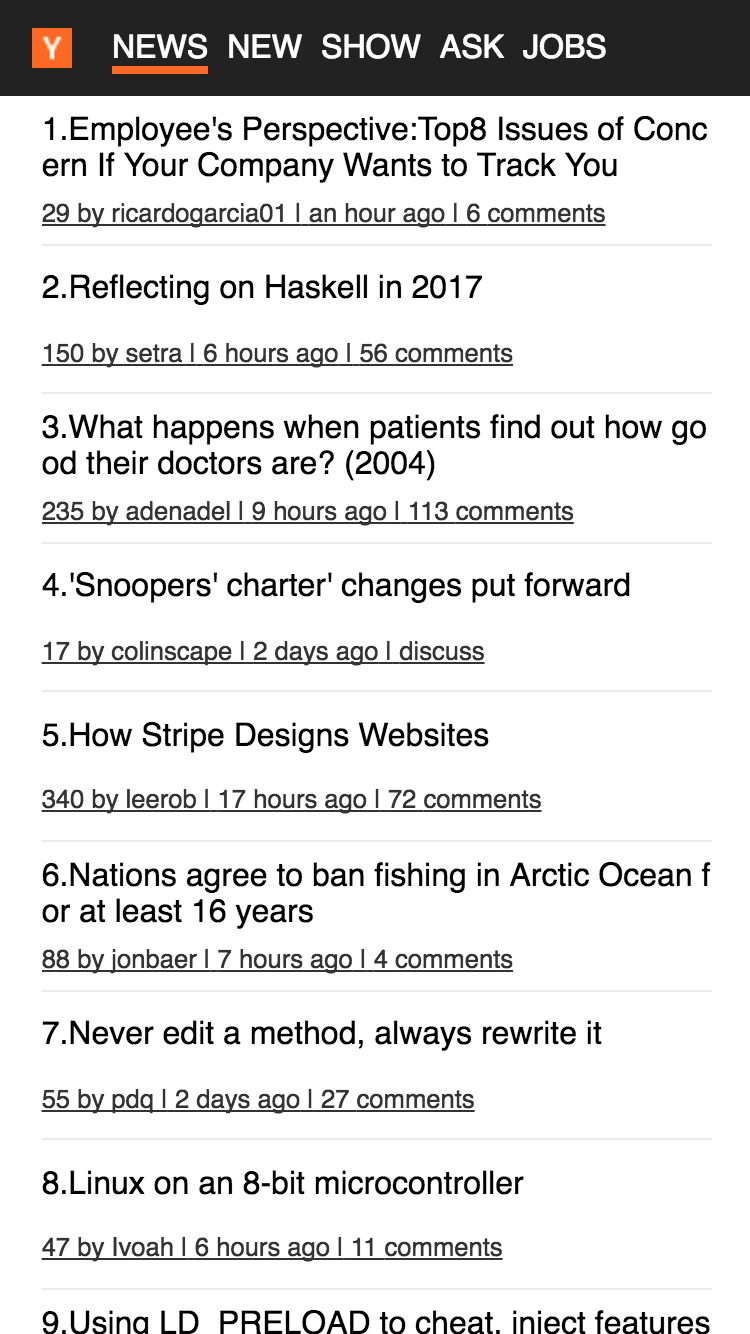 Y NEWS NEW SHOW ASK JOBS
1.Employee's Perspective:Top8 Issues of Conc
ern If Your Company Wants to Track You
29 by ricardogarcia01 | an hour ago | 6 comments
2.Reflecting on Haskell in 2017
150 by setra | 6 hours ago | 56 comments
3.What happens when patients find out how go
od their doctors are? (2004)
235 by adenadel | 9 hours ago | 113 comments
4.'Snoopers' charter' changes put forward
17 by colinscape | 2 days ago | discuss
5.How Stripe Designs Websites
340 by leerob | 17 hours ago | 72 comments
6.Nations agree to ban fishing in Arctic Ocean f
or at least 16 years
88 by jonbaer | 7 hours ago | 4 comments
7.Never edit a method, always rewrite it
55 by pdq | 2 days ago | 27 comments
8.Linux on an 8-bit microcontroller
47 by Ivoah | 6 hours ago | 11 comments
9.Using LD_PRELOAD to cheat, inject features